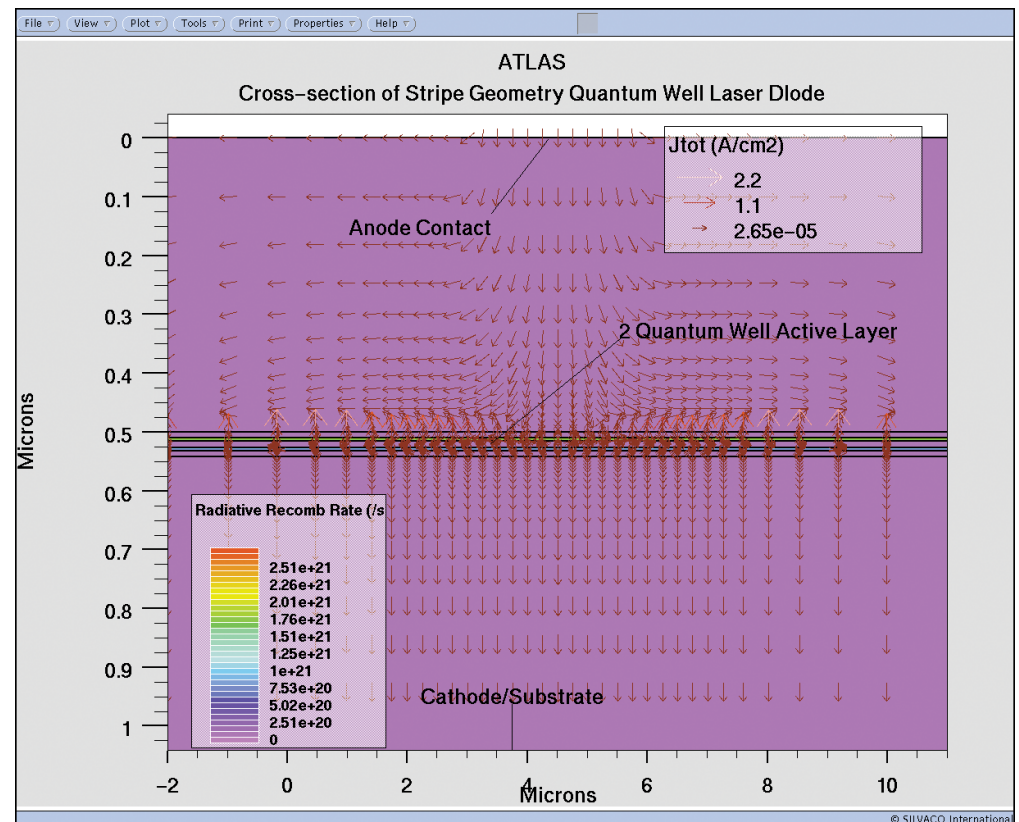 File View Plot Tools Print Properties Help
ATLAS
Cross-section of Stripe Geometry Quantum Well Laser DIode
Jtot (A/cm2)
2.2
1.1
2.65e-05
Anode Contact
2 Quantum Well Active Layer
Radiative Recomb Rate (/s
2.51e+21
2.26e+21
2.01e+21
1.76e+21
1.51e+21
1.25e+21
1e+21
7.53e+20
5.02e+20
2.51e+20
0
Cathode/Substrate
0
0.1
0.2
0.3
0.4
0.5
0.6
0.7
0.8
0.9
1
Microns
-2 0 2 4 6 8 10
Microns
© SILVACO International